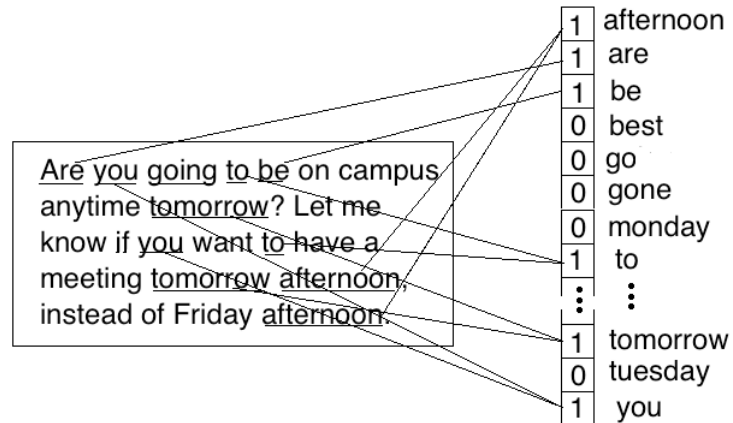 Are you going to be on campus
anytime tomorrow? Let me
know if you want to have a
meeting tomorrow afternoon,
instead of Friday afternoon.
1 afternoon
1 are
1 be
0 best
0 go
0 gone
0 monday
1 to
⋮ ⋮
1 tomorrow
0 tuesday
1 you